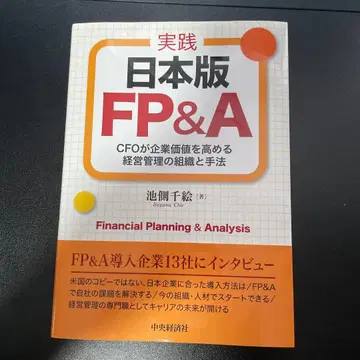 実践
日本版
FP&A
CFOが企業価値を高める
経営管理の組織と手法
池側千絵[著]
Ikegawa Chie
Financial Planning & Analysis
FP&A導入企業13社にインタビュー
米国のコピーではない、日本企業に合った導入方法は/FP&A
で自社の課題を解決する/今の組織・人材でスタートできる/
経営管理の専門職としてキャリアの未来が開ける
中央経済社